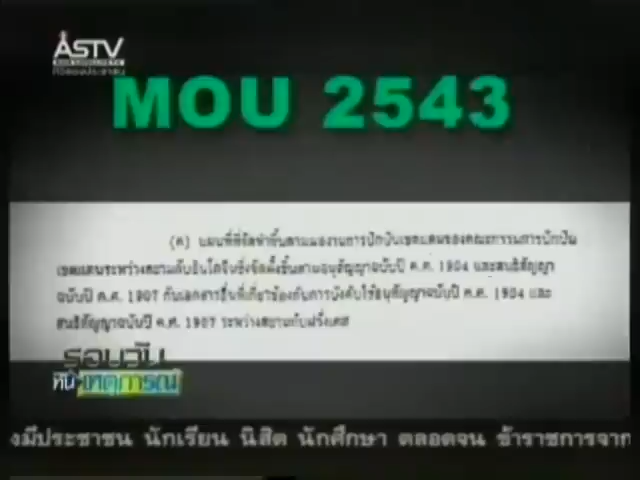 ASTV
MOU 2543
(ค) แผนที่ที่จัดทำขึ้นตามผลงานการปักปันเขตแดนของคณะกรรมการปักปัน
เขตแดนระหว่างสยามกับอินโดจีนซึ่งจัดตั้งขึ้นตามอนุสัญญาฉบับปี ค.ศ. 1904 และสนธิสัญญา
ฉบับปี ค.ศ. 1907 กับเอกสารอื่นที่เกี่ยวข้องกับการบังคับใช้อนุสัญญาฉบับปี ค.ศ. 1904 และ
สนธิสัญญาฉบับปี ค.ศ. 1907 ระหว่างสยามกับฝรั่งเศส
รอบวัน
ทันเหตุการณ์
งมีประชาชน นักเรียน นิสิต นักศึกษา ตลอดจน ข้าราชการจาก